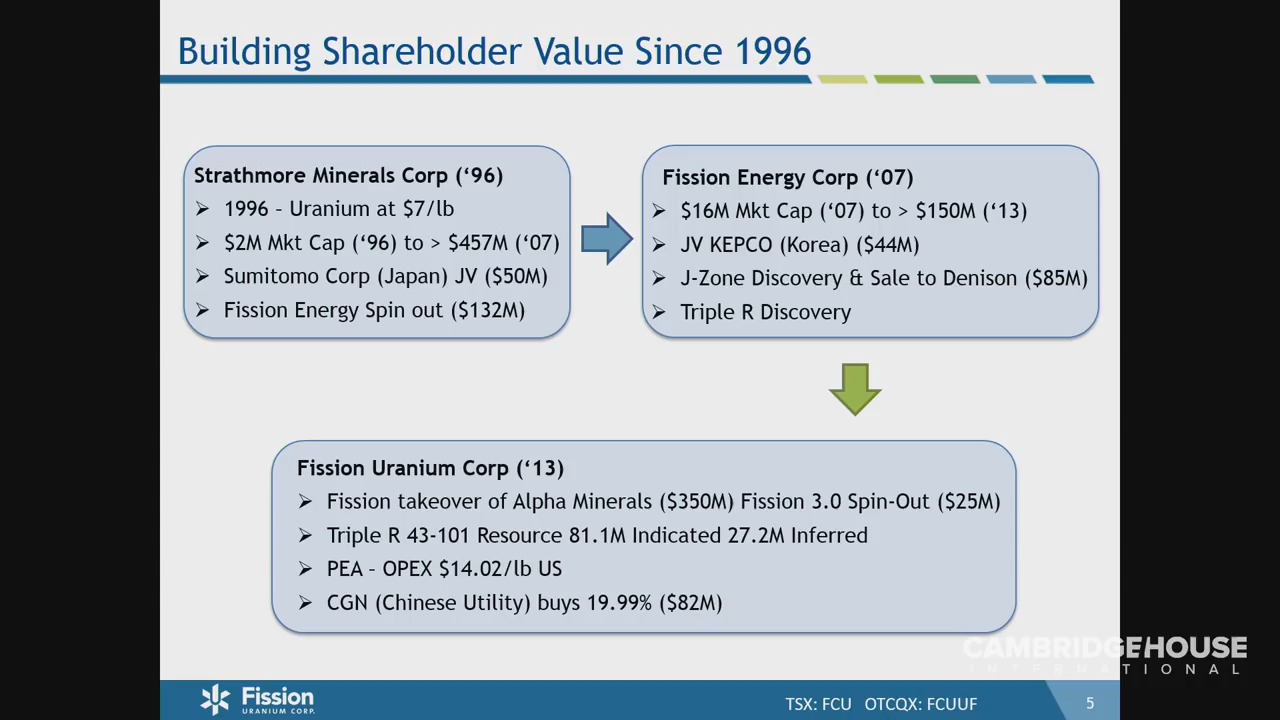 Building Shareholder Value Since 1996
Strathmore Minerals Corp (‘96)
➢ 1996 – Uranium at $7/lb
➢ $2M Mkt Cap (‘96) to > $457M (‘07)
➢ Sumitomo Corp (Japan) JV ($50M)
➢ Fission Energy Spin out ($132M)
Fission Energy Corp (‘07)
➢ $16M Mkt Cap (‘07) to > $150M (‘13)
➢ JV KEPCO (Korea) ($44M)
➢ J-Zone Discovery & Sale to Denison ($85M)
➢ Triple R Discovery
Fission Uranium Corp (‘13)
➢ Fission takeover of Alpha Minerals ($350M) Fission 3.0 Spin-Out ($25M)
➢ Triple R 43-101 Resource 81.1M Indicated 27.2M Inferred
➢ PEA – OPEX $14.02/lb US
➢ CGN (Chinese Utility) buys 19.99% ($82M)
CAMBRIDGEHOUSE
INTERNATIONAL
Fission
URANIUM CORP.
TSX: FCU OTCQX: FCUUF
5